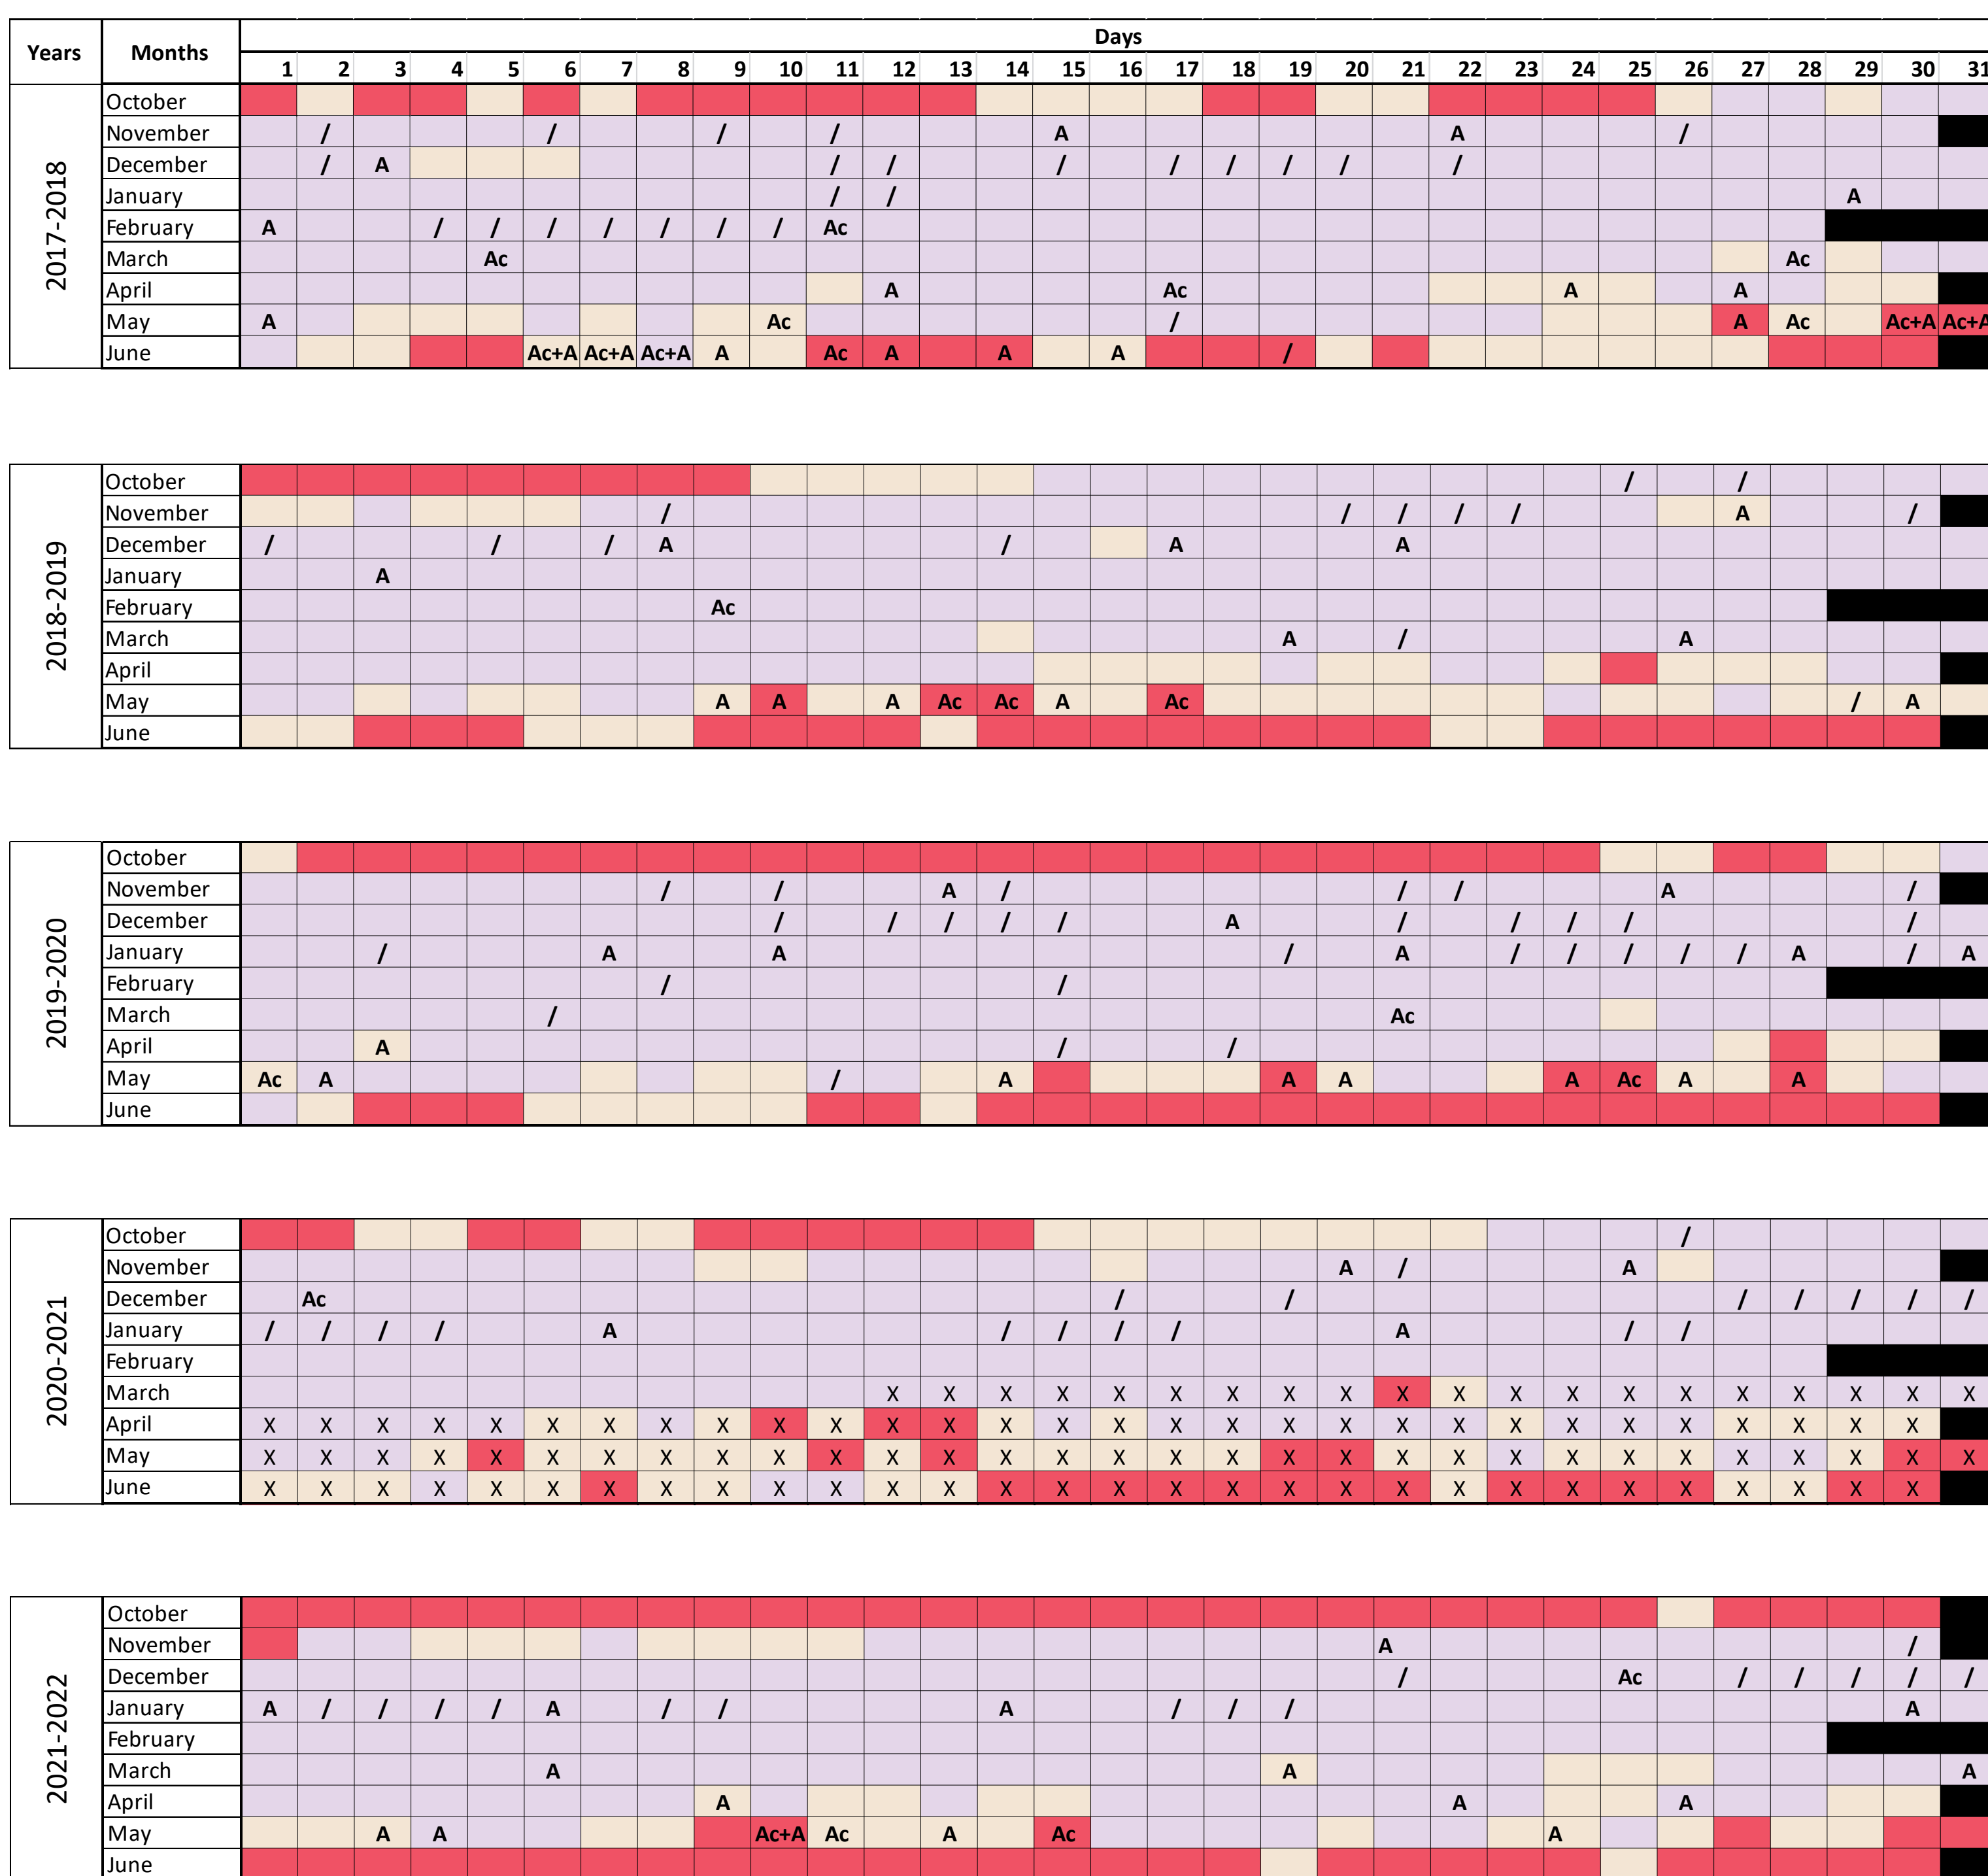 Years Months Days
1 2 3 4 5 6 7 8 9 10 11 12 13 14 15 16 17 18 19 20 21 22 23 24 25 26 27 28 29 30 31
2017-2018
October
November / / / / A A /
December / A / / / / / / / /
January / / A
February A / / / / / / / Ac
March Ac Ac
April A Ac A A
May A Ac / A Ac Ac+A Ac+A
June Ac+A Ac+A Ac+A A Ac A A A /
2018-2019
October / /
November / / / / / A /
December / / / A / A A
January A
February Ac
March A / A
April
May A A A Ac Ac A Ac / A
June
2019-2020
October
November / / A / / / A /
December / / / / / A / / / / /
January / A A / A / / / / / A / A
February / /
March / Ac
April A / /
May Ac A / A A A A Ac A A
June
2020-2021
October /
November A / A
December Ac / / / / / / /
January / / / / A / / / / A / /
February
March X X X X X X X X X X X X X X X X X X X X
April X X X X X X X X X X X X X X X X X X X X X X X X X X X X X X
May X X X X X X X X X X X X X X X X X X X X X X X X X X X X X X X
June X X X X X X X X X X X X X X X X X X X X X X X X X X X X X X
2021-2022
October
November A /
December / Ac / / / / /
January A / / / / A / / A / / / A
February
March A A A
April A A A
May A A Ac+A Ac A Ac A
June